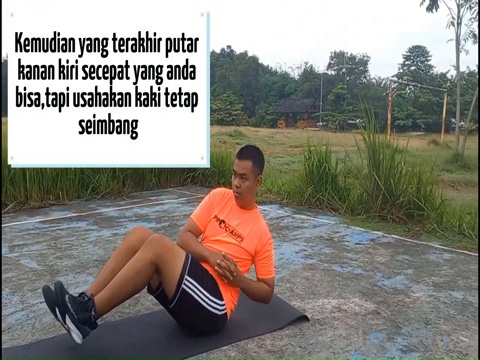 Kemudian yang terakhir putar
kanan kiri secepat yang anda
bisa,tapi usahakan kaki tetap
seimbang